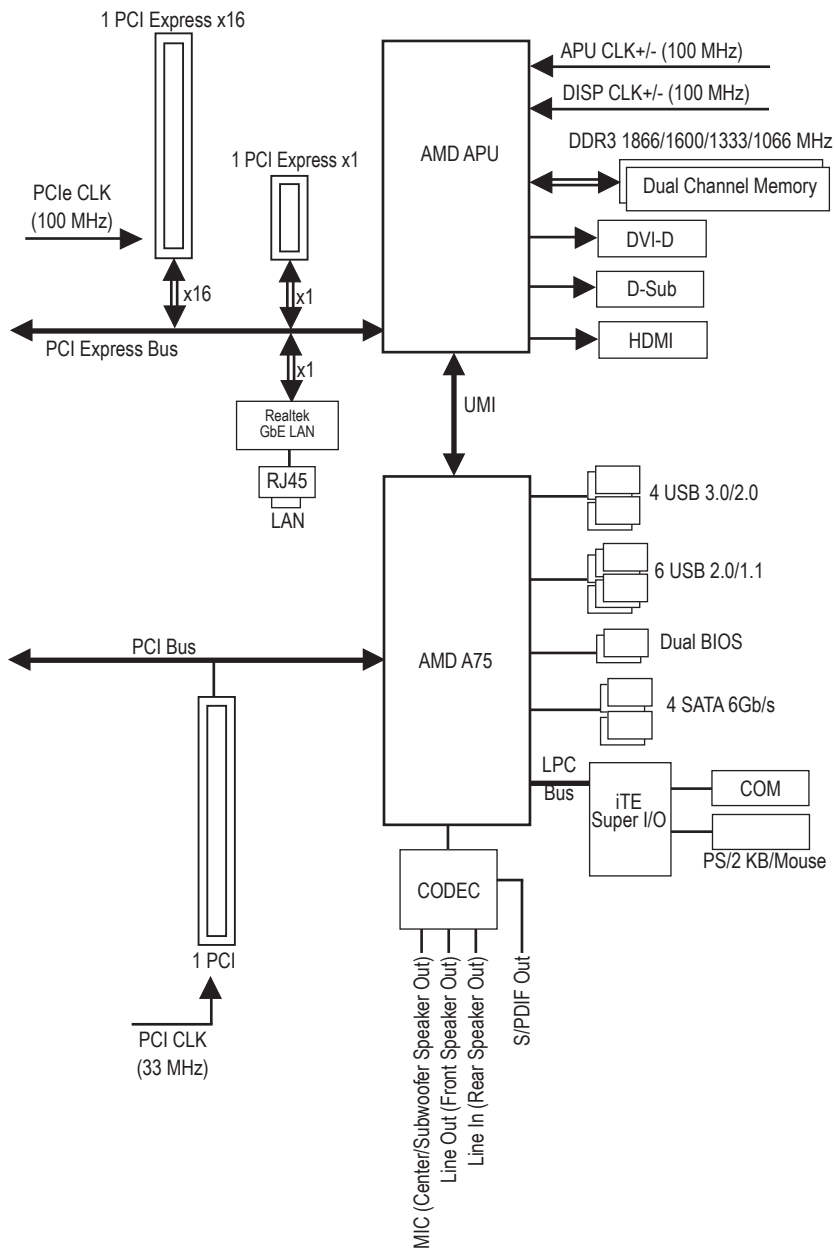 1 PCI Express x16
APU CLK+/- (100 MHz)
DISP CLK+/- (100 MHz)
DDR3 1866/1600/1333/1066 MHz
AMD APU
1 PCI Express x1
Dual Channel Memory
PCIe CLK
(100 MHz)
DVI-D
x16
x1
D-Sub
PCI Express Bus
HDMI
x1
UMI
Realtek
GbE LAN
RJ45
LAN
4 USB 3.0/2.0
6 USB 2.0/1.1
PCI Bus
AMD A75
Dual BIOS
4 SATA 6Gb/s
LPC
Bus
iTE
Super I/O
COM
PS/2 KB/Mouse
CODEC
1 PCI
PCI CLK
(33 MHz)
MIC (Center/Subwoofer Speaker Out)
Line Out (Front Speaker Out)
Line In (Rear Speaker Out)
S/PDIF Out